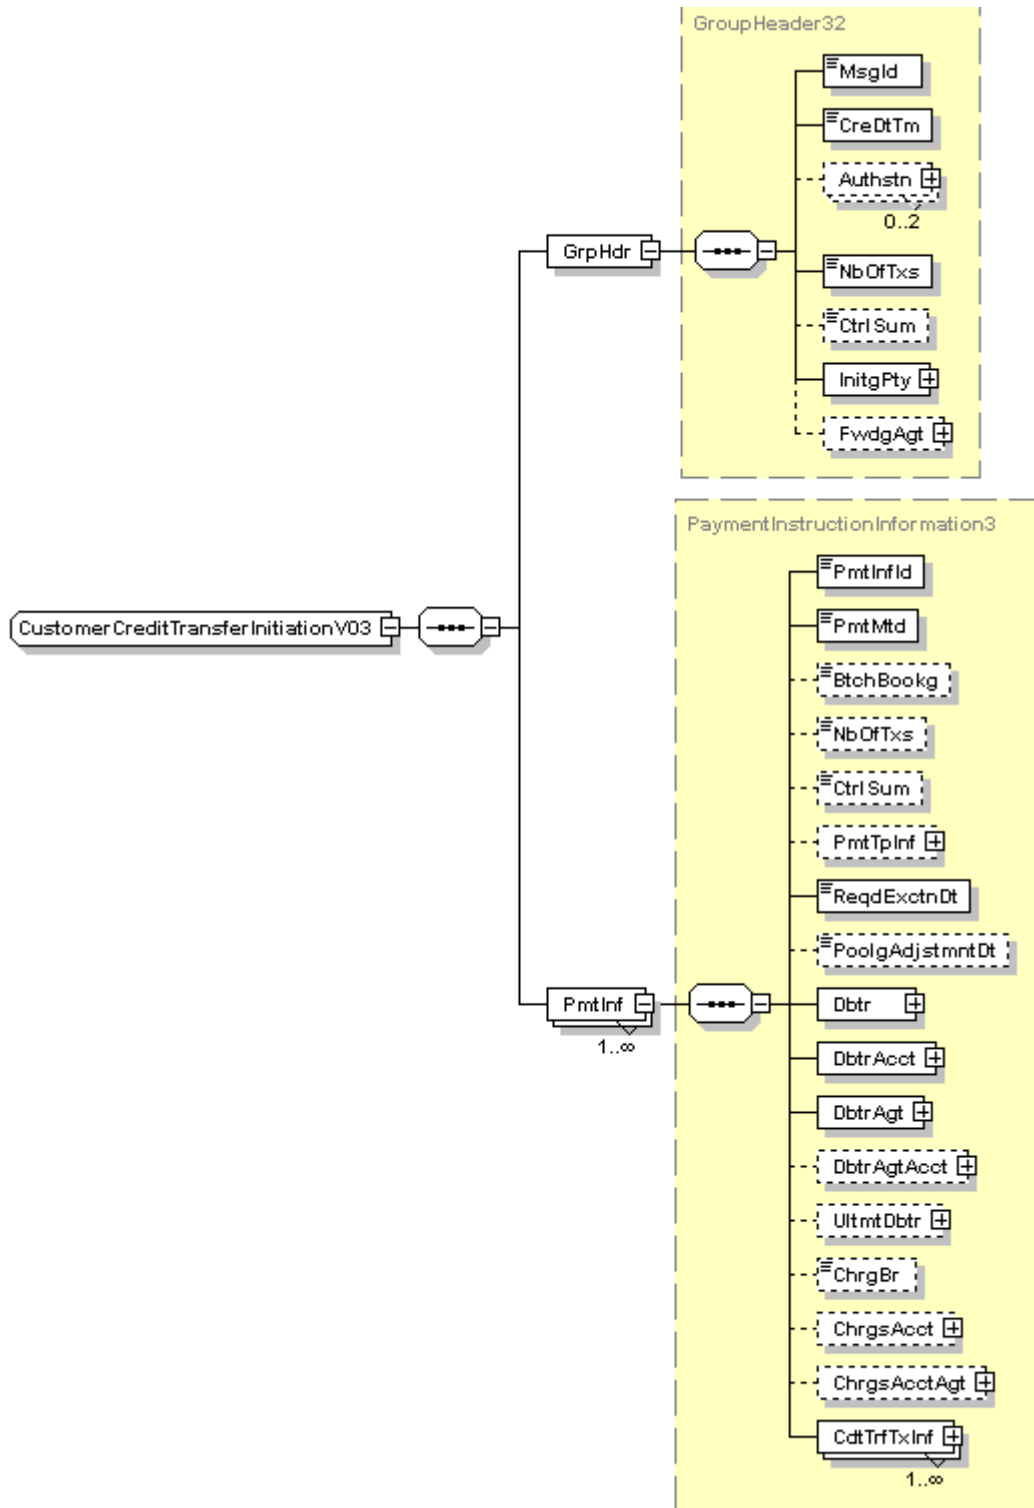 GroupHeader32
MsgId
CreDtTm
Authstn
0..2
GrpHdr
NbOfTxs
CtrlSum
InitgPty
FwdgAgt
PaymentInstructionInformation3
PmtInfId
CustomerCreditTransferInitiationV03
PmtMtd
BtchBookg
NbOfTxs
CtrlSum
PmtTpInf
ReqdExctnDt
PoolgAdjstmntDt
PmtInf
1..∞
Dbtr
DbtrAcct
DbtrAgt
DbtrAgtAcct
UltmtDbtr
ChrgBr
ChrgsAcct
ChrgsAcctAgt
CdtTrfTxInf
1..∞